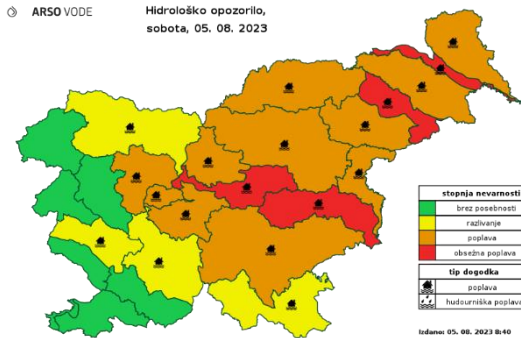 ARSO VODE
Hidrološko opozorilo,
sobota, 05. 08. 2023
stopnja nevarnosti
brez posebnosti
razlivanje
poplava
obsežna poplava
tip dogodka
poplava
hudourniška poplava
Izdano: 05. 08. 2023 8:40